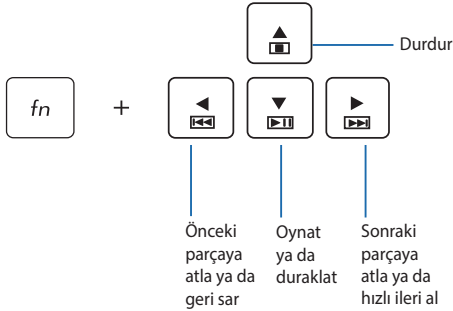 Durdur
fn
+
Önceki
parçaya
atla ya da
geri sar
Oynat
ya da
duraklat
Sonraki
parçaya
atla ya da
hızlı ileri al